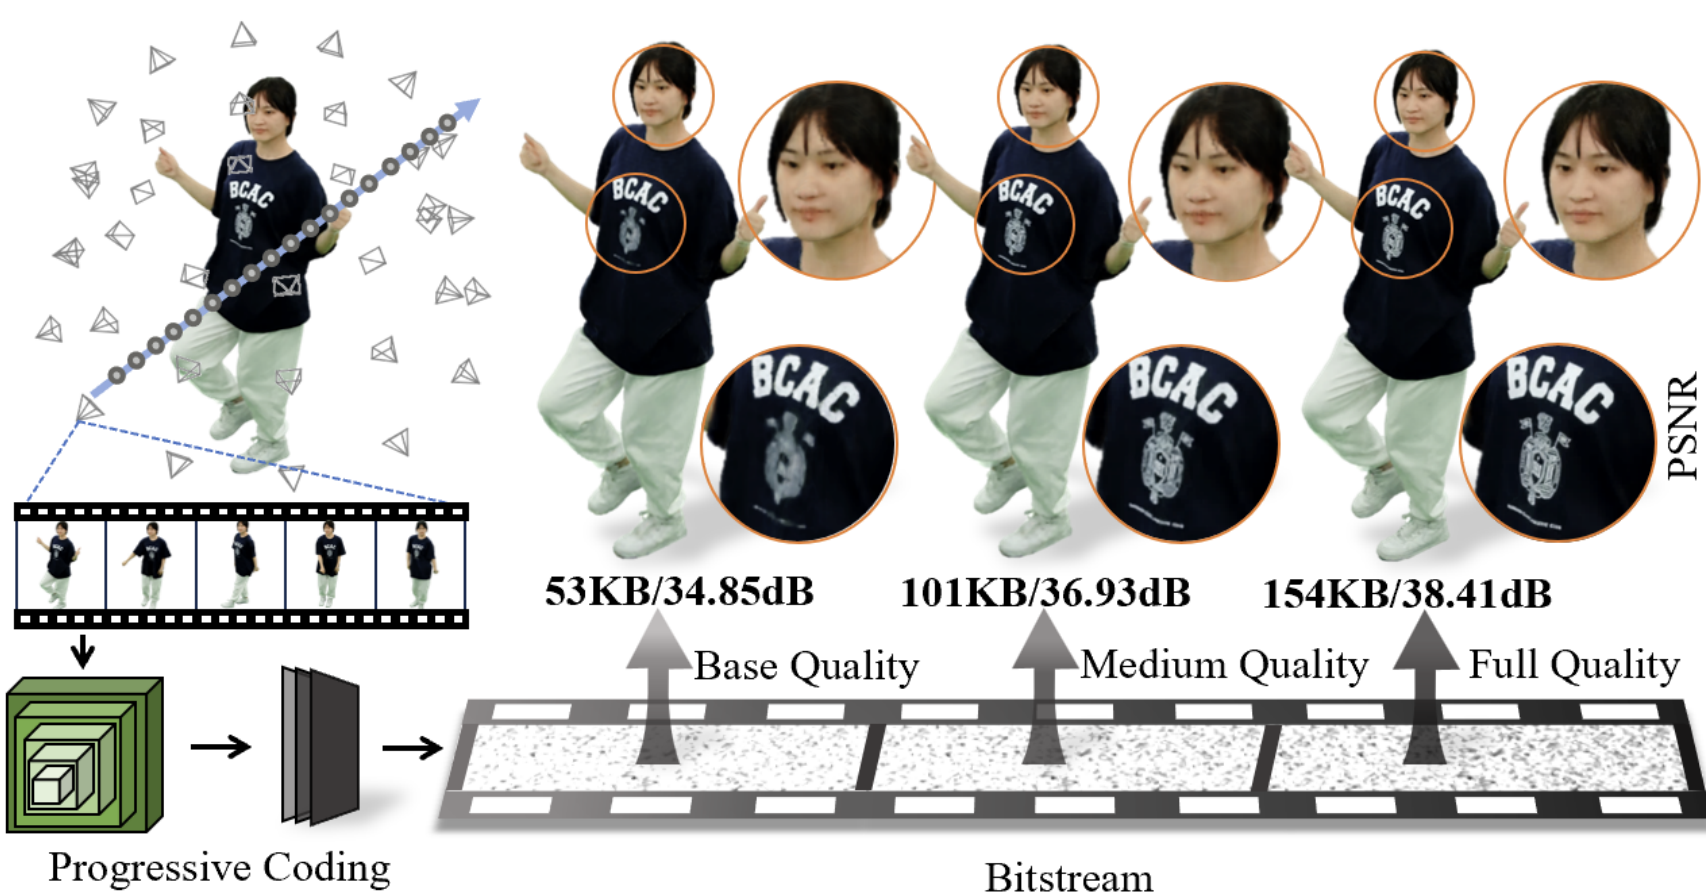 BCAC
BCAC
BCAC
BCAC
BCAC
BCAC
BCAC
PSNR
53KB/34.85dB
101KB/36.93dB
154KB/38.41dB
Base Quality
Medium Quality
Full Quality
Progressive Coding
Bitstream